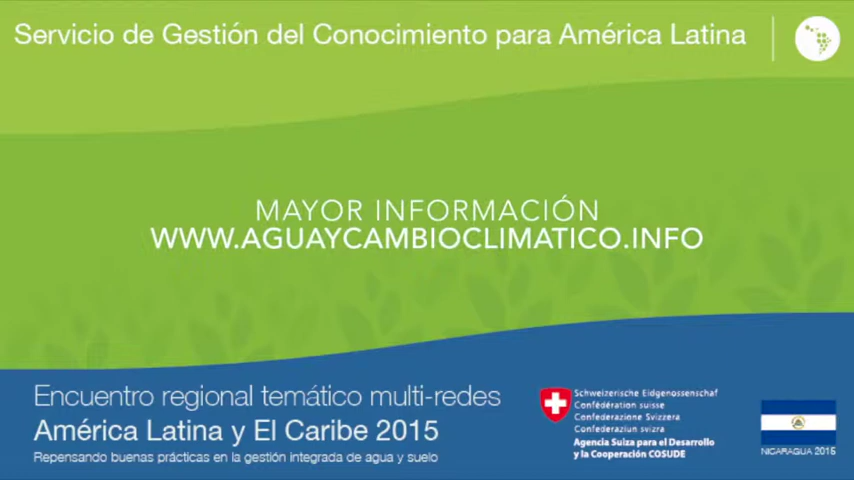 Servicio de Gestión del Conocimiento para América Latina
MAYOR INFORMACIÓN
WWW.AGUAYCAMBIOCLIMATICO.INFO
Encuentro regional temático multi-redes
América Latina y El Caribe 2015
Repensando buenas prácticas en la gestión integrada de agua y suelo
Schweizerische Eidgenossenschaf
Confédération suisse
Confederazione Svizzera
Confederaziun svizra
Agencia Suiza para el Desarrollo
y la Cooperación COSUDE
NICARAGUA 2015